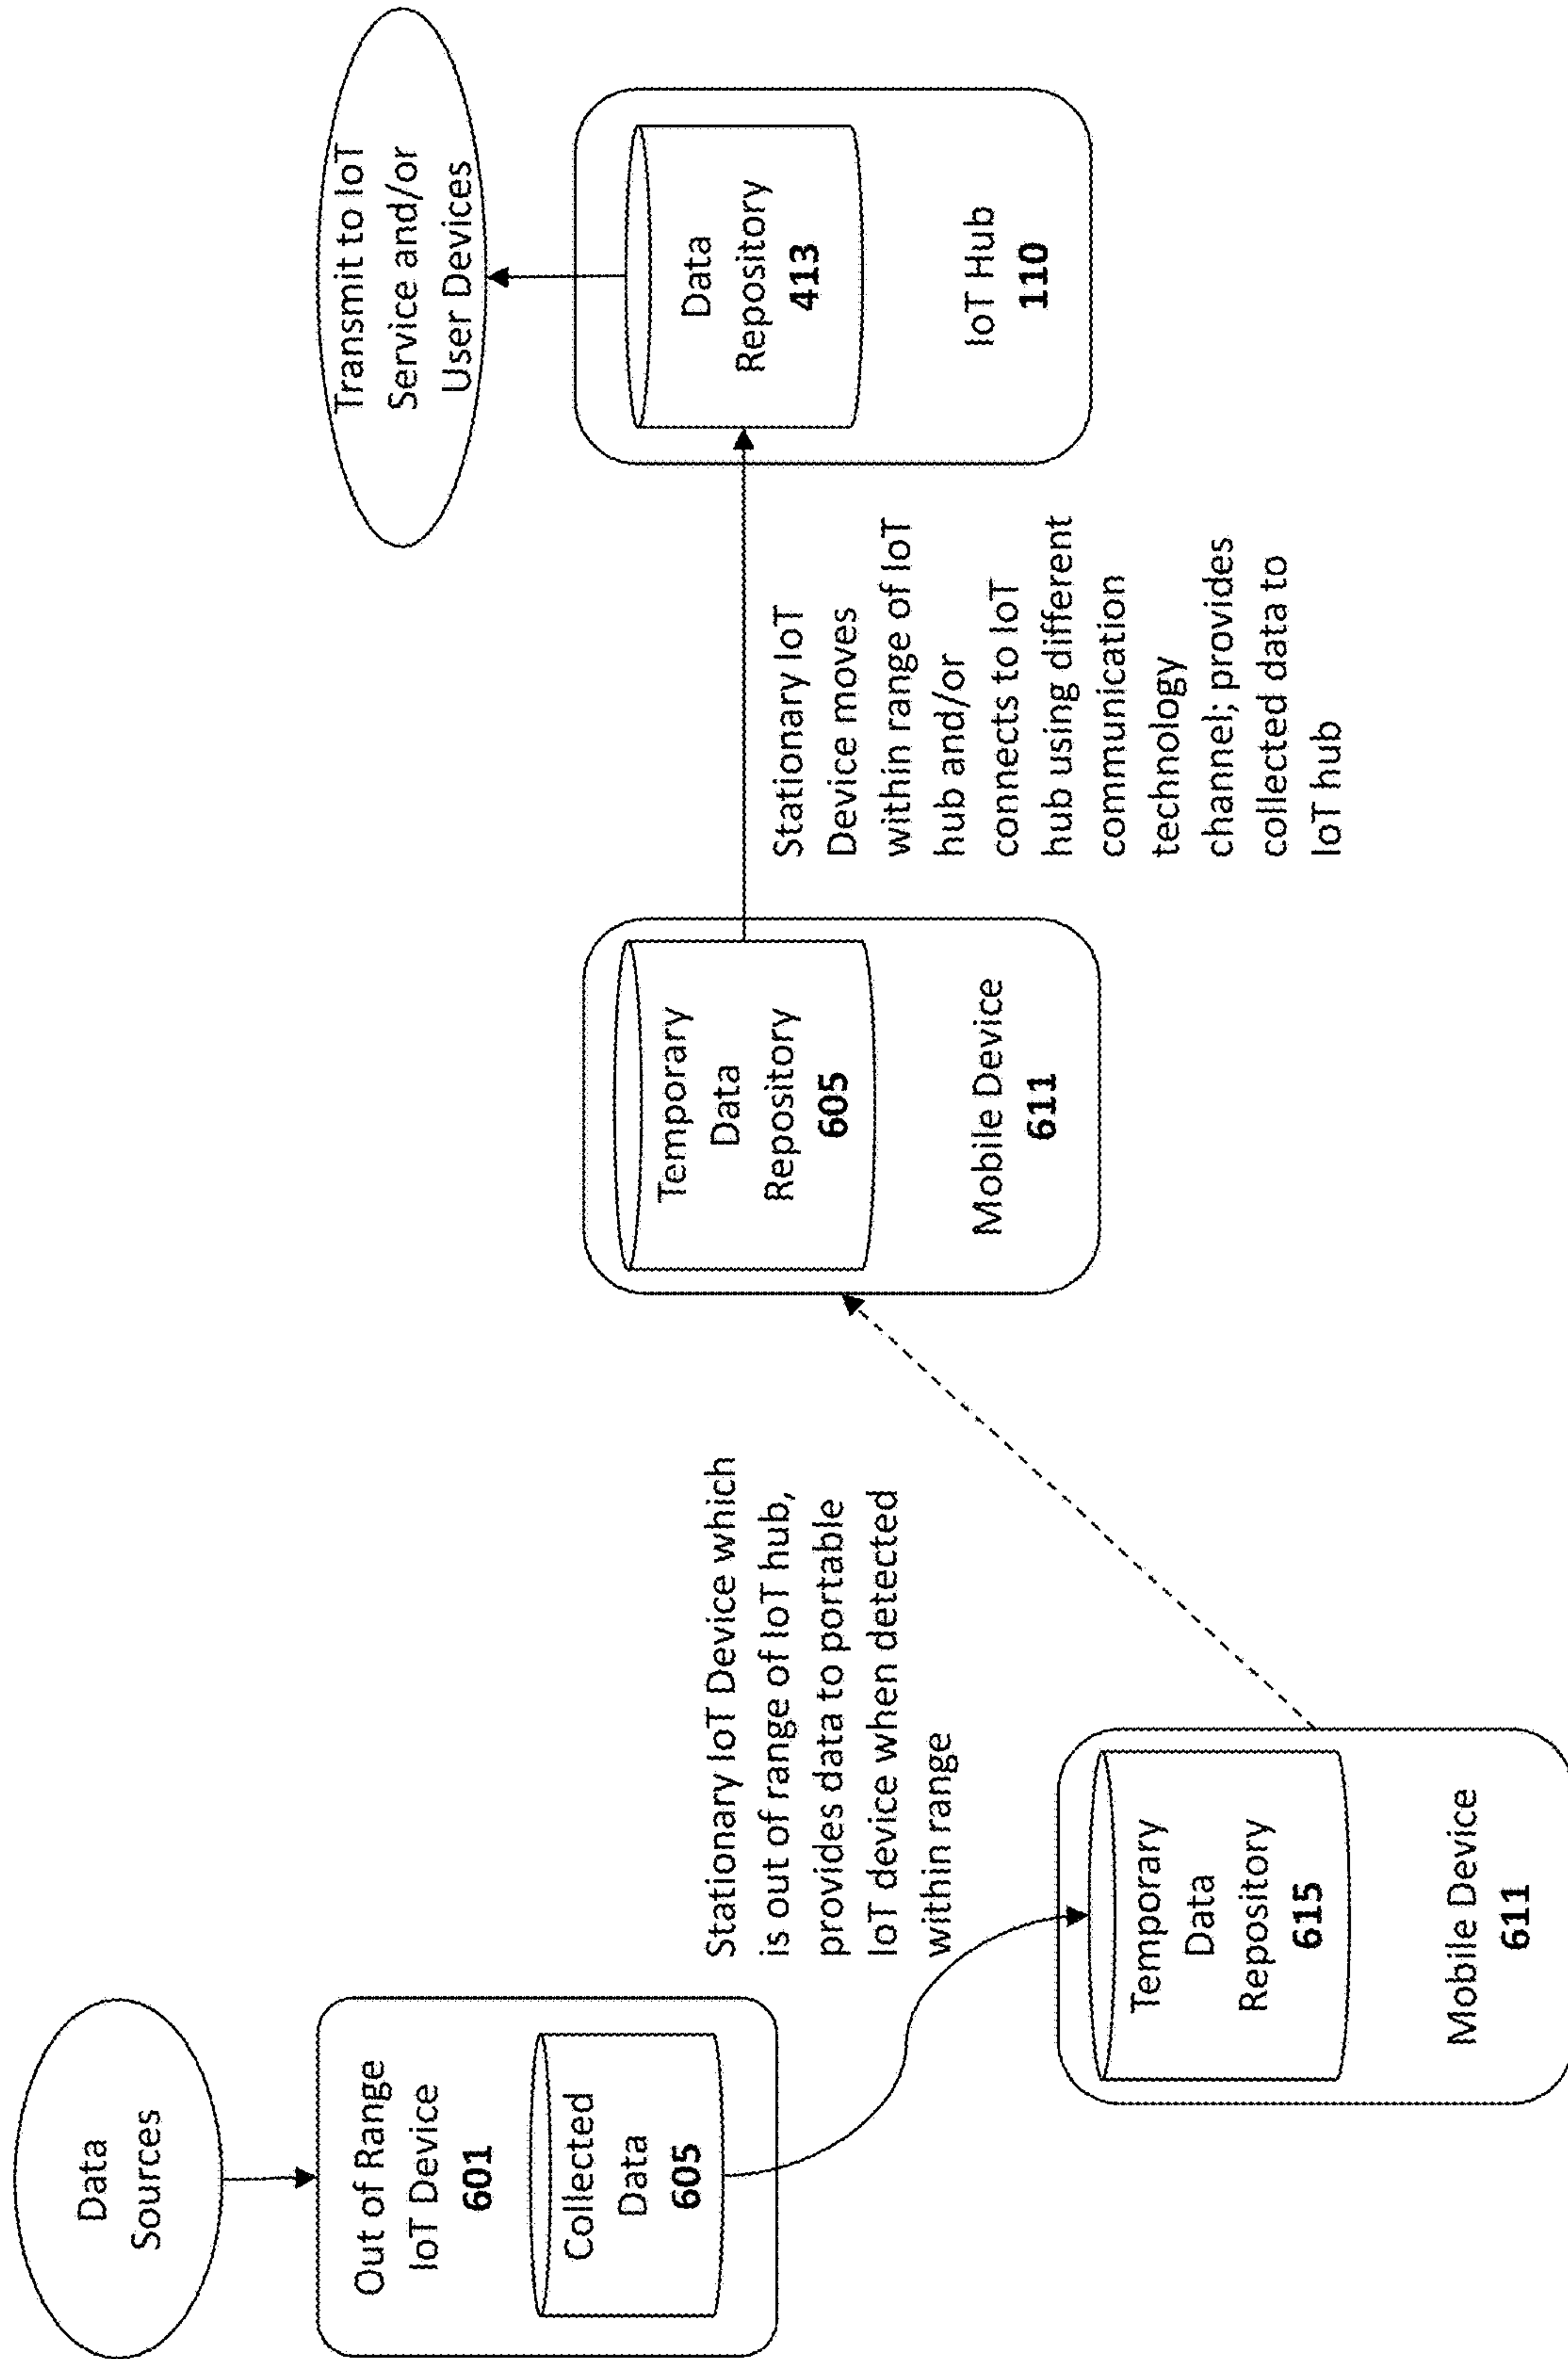 Data
Sources
Out of Range
IoT Device
601
Collected
Data
605
Stationary IoT Device which
is out of range of IoT hub,
provides data to portable
IoT device when detected
within range
Temporary
Data
Repository
615
Mobile Device
611
Temporary
Data
Repository
605
Mobile Device
611
Stationary IoT
Device moves
within range of IoT
hub and/or
connects to IoT
hub using different
communication
technology
channel; provides
collected data to
IoT hub
Transmit to IoT
Service and/or
User Devices
Data
Repository
413
IoT Hub
110